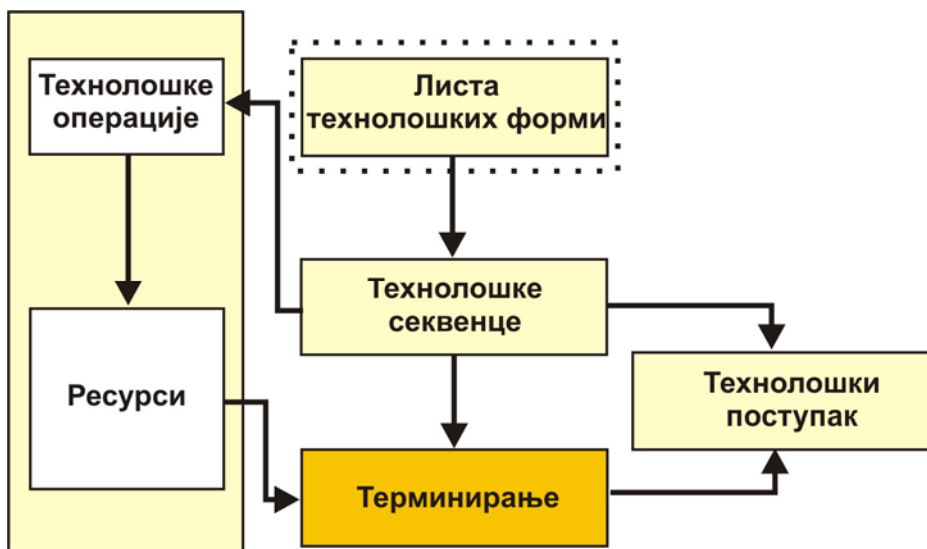 Технолошке
операције
Листа
технолошких форми
Технолошке
секвенце
Ресурси
Технолошки
поступак
Терминирање